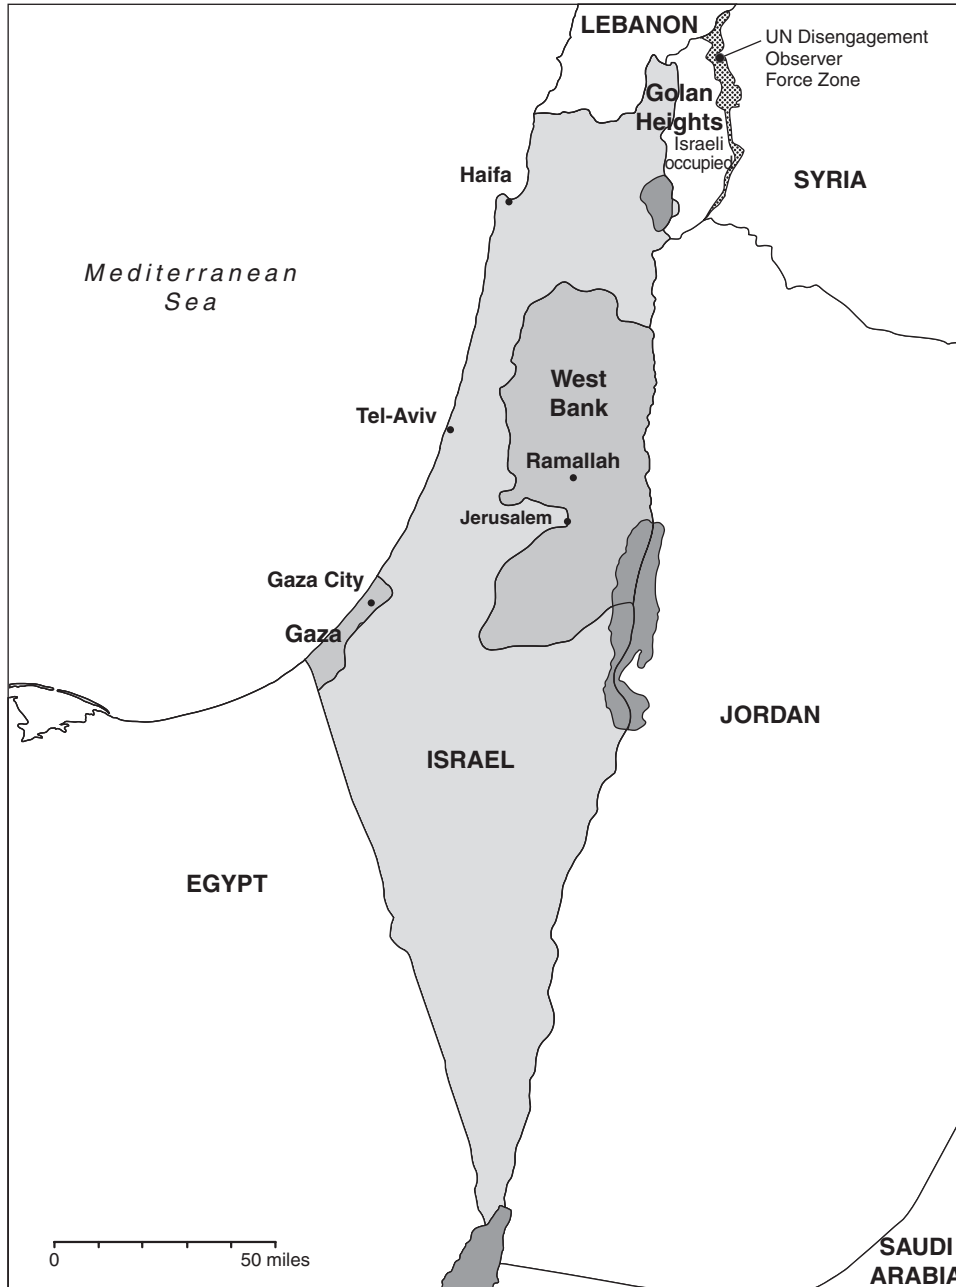 LEBANON
UN Disengagement
Observer
Force Zone
Golan
Heights
Israeli
occupied
SYRIA
Haifa
Mediterranean
Sea
West
Bank
Tel-Aviv
Ramallah
Jerusalem
Gaza City
Gaza
JORDAN
ISRAEL
EGYPT
0
50 miles
SAUDI
ARABIA